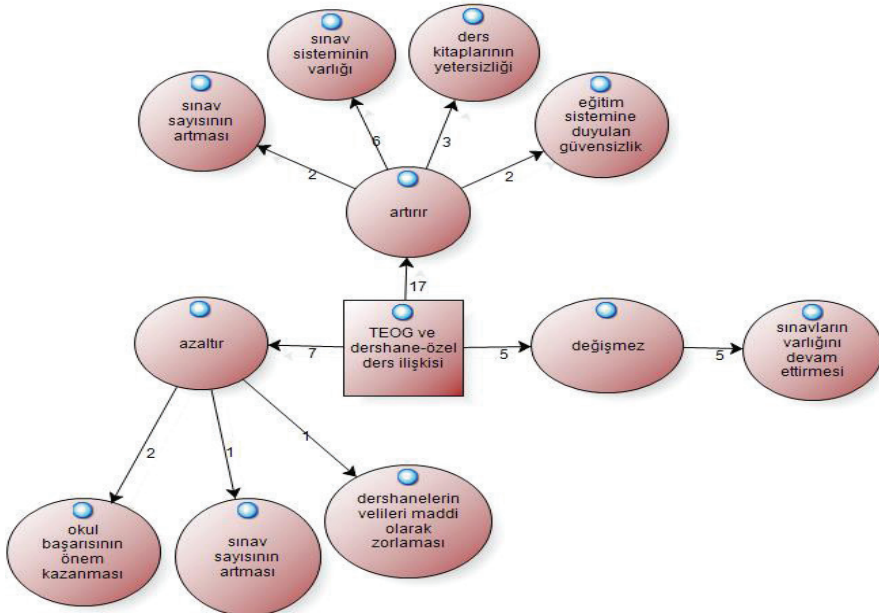 sınav
sisteminin
varlığı
ders
kitaplarının
yetersizliği
sınav
sayısının
artması
eğitim
sistemine
duyulan
güvensizlik
6
3
2
2
artırır
17
azaltır
7
TEOG ve
dershane-özel
ders ilişkisi
5
değişmez
5
sınavların
varlığını
devam
ettirmesi
2
1
1
okul
başarısının
önem
kazanması
sınav
sayısının
artması
dershanelerin
velileri maddi
olarak
zorlaması